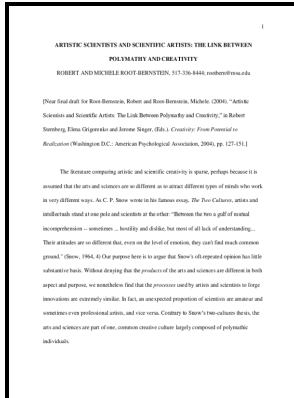 1
ARTISTIC SCIENTISTS AND SCIENTIFIC ARTISTS: THE LINK BETWEEN
POLYMATHY AND CREATIVITY
ROBERT AND MICHELE ROOT-BERNSTEIN, 517-336-8444; rootbern@msu.edu
[Near final draft for Root-Bernstein, Robert and Root-Bernstein, Michele. (2004). “Artistic
Scientists and Scientific Artists: The Link Between Polymathy and Creativity,” in Robert
Sternberg, Elena Grigorenko and Jerome Singer, (Eds.). Creativity: From Potential to
Realization (Washington D.C.: American Psychological Association, 2004), pp. 127-151.]
The literature comparing artistic and scientific creativity is sparse, perhaps because it is
assumed that the arts and sciences are so different as to attract different types of minds who work
in very different ways. As C. P. Snow wrote in his famous essay, The Two Cultures, artists and
intellectuals stand at one pole and scientists at the other: “Between the two a gulf of mutual
incomprehension -- sometimes ... hostility and dislike, but most of all lack of understanding...
Their attitudes are so different that, even on the level of emotion, they can't find much common
ground.” (Snow, 1964, 4) Our purpose here is to argue that Snow's oft-repeated opinion has little
substantive basis. Without denying that the products of the arts and sciences are different in both
aspect and purpose, we nonetheless find that the processes used by artists and scientists to forge
innovations are extremely similar. In fact, an unexpected proportion of scientists are amateur and
sometimes even professional artists, and vice versa. Contrary to Snow's two-cultures thesis, the
arts and sciences are part of one, common creative culture largely composed of polymathic
individuals.